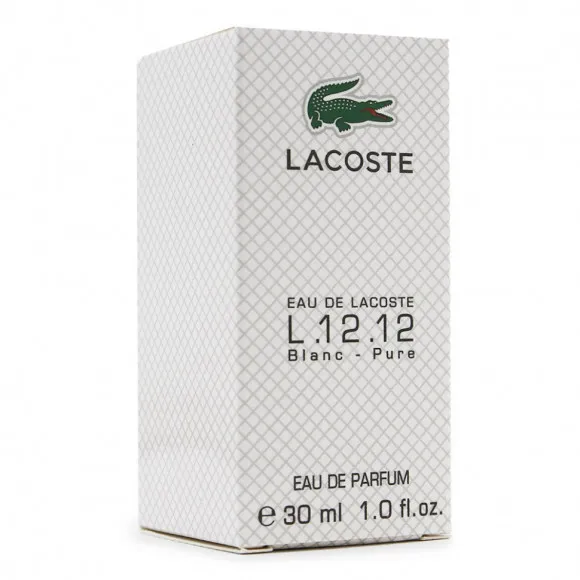 LACOSTE
EAU DE LACOSTE
L.12.12
Blanc - Pure
EAU DE PARFUM
℮ 30 ml 1.0 fl.oz.